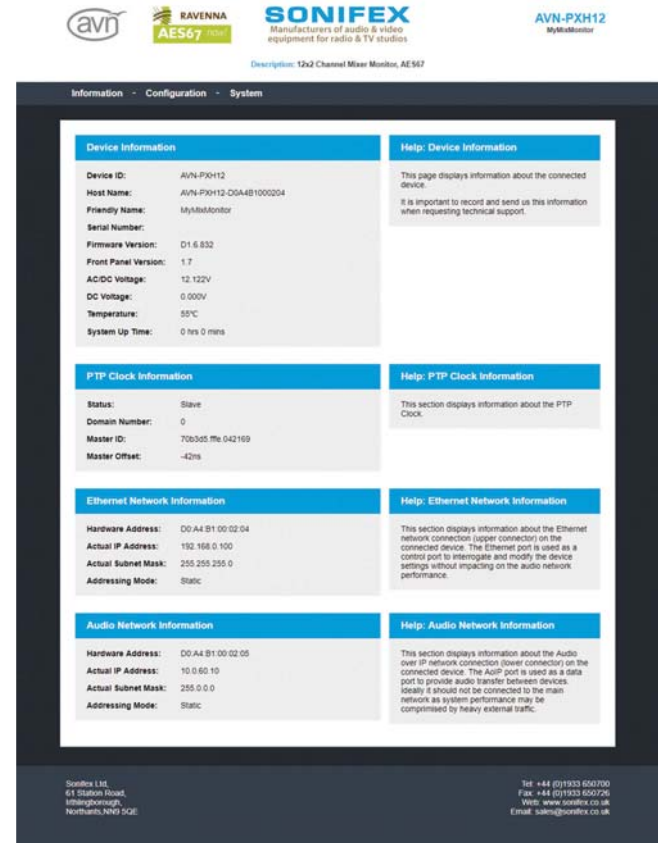 avn
RAVENNA
AES67 now!
SONIFEX
Manufacturers of audio & video
equipment for radio & TV studios
AVN-PXH12
MyMixMonitor
Description: 12x2 Channel Mixer Monitor, AES67
Information - Configuration - System
Device Information
Device ID: AVN-PXH12
Host Name: AVN-PXH12-D0A4B1000204
Friendly Name: MyMixMonitor
Serial Number:
Firmware Version: D1.6.832
Front Panel Version: 1.7
AC/DC Voltage: 12.122V
DC Voltage: 0.000V
Temperature: 55°C
System Up Time: 0 hrs 0 mins
Help: Device Information
This page displays information about the connected
device.
It is important to record and send us this information
when requesting technical support.
PTP Clock Information
Status: Slave
Domain Number: 0
Master ID: 70b3d5.fffe.042169
Master Offset: -42ns
Help: PTP Clock Information
This section displays information about the PTP
Clock.
Ethernet Network Information
Hardware Address: D0:A4:B1:00:02:04
Actual IP Address: 192.168.0.100
Actual Subnet Mask: 255.255.255.0
Addressing Mode: Static
Help: Ethernet Network Information
This section displays information about the Ethernet
network connection (upper connector) on the
connected device. The Ethernet port is used as a
control port to interrogate and modify the device
settings without impacting on the audio network
performance.
Audio Network Information
Hardware Address: D0:A4:B1:00:02:05
Actual IP Address: 10.0.60.10
Actual Subnet Mask: 255.0.0.0
Addressing Mode: Static
Help: Audio Network Information
This section displays information about the Audio
over IP network connection (lower connector) on the
connected device. The AoIP port is used as a data
port to provide audio transfer between devices.
Ideally it should not be connected to the main
network as system performance may be
comprimised by heavy external traffic.
Sonifex Ltd,
61 Station Road,
Irthlingborough,
Northants,NN9 5QE
Tel: +44 (0)1933 650700
Fax: +44 (0)1933 650726
Web: www.sonifex.co.uk
Email: sales@sonifex.co.uk